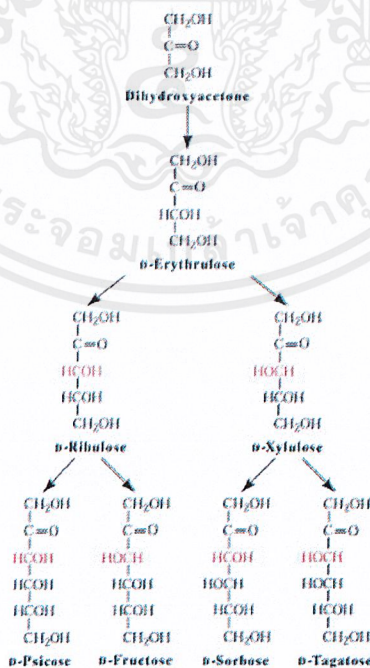 CH₂OH
C=O
CH₂OH
Dihydroxyacetone
CH₂OH
C=O
HCOH
CH₂OH
D-Erythrulose
CH₂OH
C=O
HCOH
HCOH
CH₂OH
D-Ribulose
CH₂OH
C=O
HOCH
HCOH
CH₂OH
D-Xylulose
CH₂OH
C=O
HCOH
HCOH
HCOH
CH₂OH
D-Psicose
CH₂OH
C=O
HOCH
HCOH
HCOH
CH₂OH
D-Fructose
CH₂OH
C=O
HCOH
HOCH
HCOH
CH₂OH
D-Sorbose
CH₂OH
C=O
HOCH
HOCH
HCOH
CH₂OH
D-Tagatose